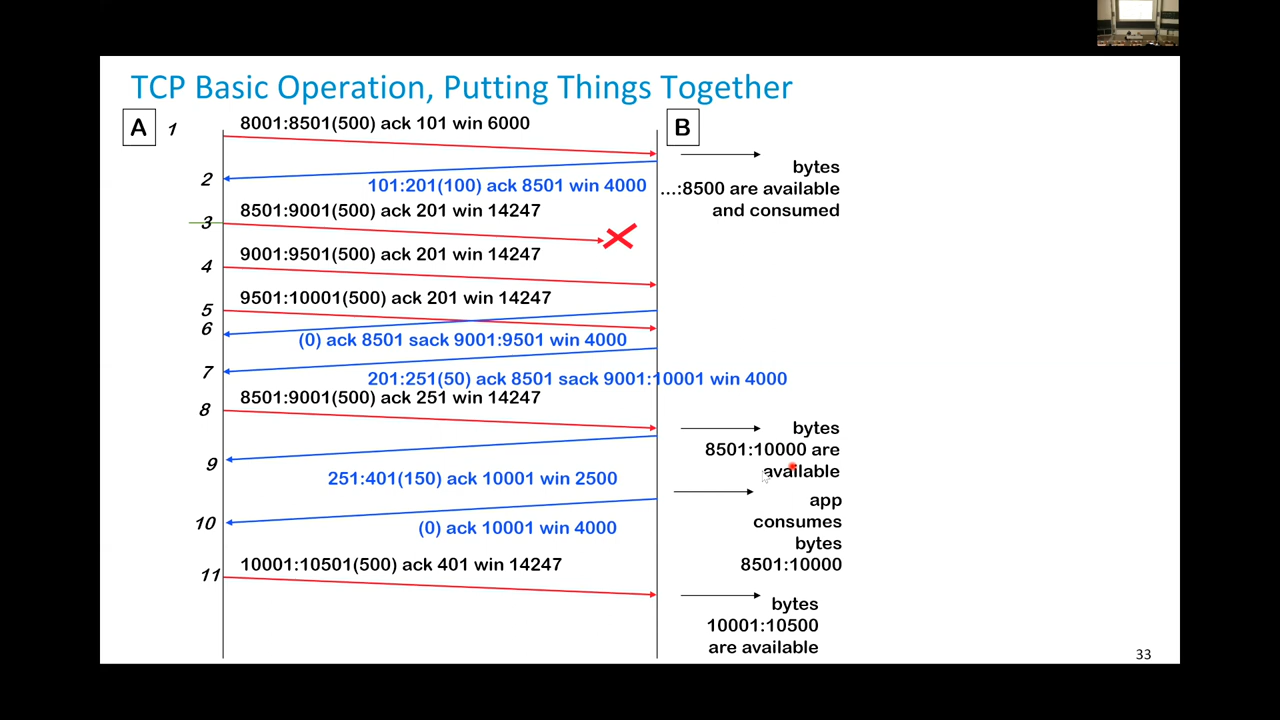 TCP Basic Operation, Putting Things Together
A
1
8001:8501(500) ack 101 win 6000
B
bytes
...:8500 are available
and consumed
2
101:201(100) ack 8501 win 4000
8501:9001(500) ack 201 win 14247
3
9001:9501(500) ack 201 win 14247
4
9501:10001(500) ack 201 win 14247
5
6
(0) ack 8501 sack 9001:9501 win 4000
7
201:251(50) ack 8501 sack 9001:10001 win 4000
8501:9001(500) ack 251 win 14247
8
bytes
8501:10000 are
available
9
251:401(150) ack 10001 win 2500
app
consumes
bytes
8501:10000
10
(0) ack 10001 win 4000
10001:10501(500) ack 401 win 14247
11
bytes
10001:10500
are available
33